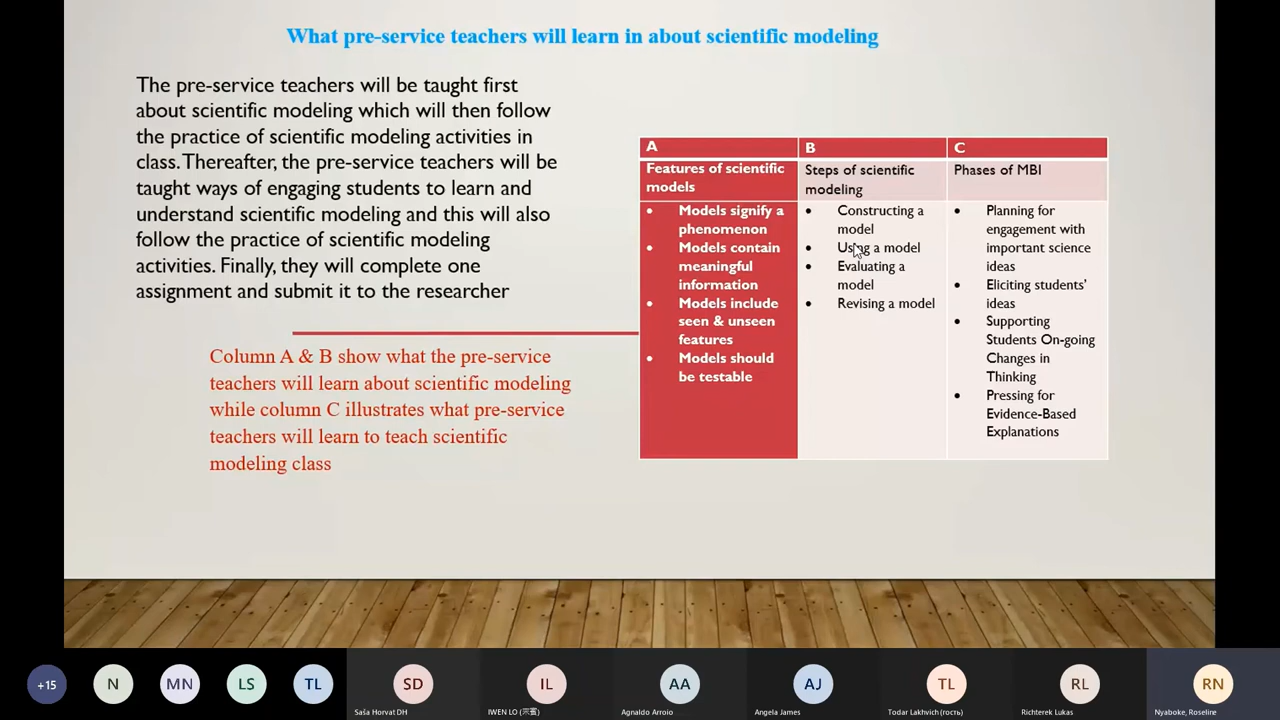 What pre-service teachers will learn in about scientific modeling
The pre-service teachers will be taught first
about scientific modeling which will then follow
the practice of scientific modeling activities in
class. Thereafter, the pre-service teachers will be
taught ways of engaging students to learn and
understand scientific modeling and this will also
follow the practice of scientific modeling
activities. Finally, they will complete one
assignment and submit it to the researcher
Column A & B show what the pre-service
teachers will learn about scientific modeling
while column C illustrates what pre-service
teachers will learn to teach scientific
modeling class
A
Features of scientific
models
• Models signify a
phenomenon
• Models contain
meaningful
information
• Models include
seen & unseen
features
• Models should
be testable
B
Steps of scientific
modeling
• Constructing a
model
• Using a model
• Evaluating a
model
• Revising a model
C
Phases of MBI
• Planning for
engagement with
important science
ideas
• Eliciting students'
ideas
• Supporting
Students On-going
Changes in
Thinking
• Pressing for
Evidence-Based
Explanations
+15
N
MN
LS
TL
SD
Saša Horvat DH
IL
IWEN LO (宗賓)
AA
Agnaldo Arroio
AJ
Angela James
TL
Todar Lakhvich (гость)
RL
Richterek Lukas
RN
Nyaboke, Roseline